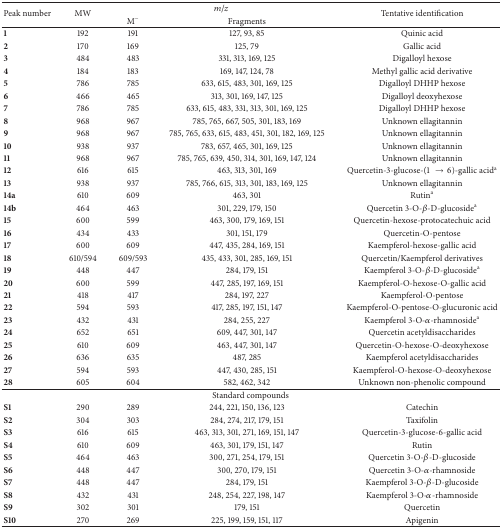 Peak number MW m/z Tentative identification
M⁻ Fragments
1 192 191 127, 93, 85 Quinic acid
2 170 169 125, 79 Gallic acid
3 484 483 331, 313, 169, 125 Digalloyl hexose
4 184 183 169, 147, 124, 78 Methyl gallic acid derivative
5 786 785 633, 615, 483, 301, 169, 125 Digalloyl DHHP hexose
6 466 465 313, 301, 169, 147, 125 Digalloyl deoxyhexose
7 786 785 633, 615, 483, 331, 313, 301, 169, 125 Digalloyl DHHP hexose
8 968 967 785, 765, 667, 505, 301, 183, 169 Unknown ellagitannin
9 968 967 785, 765, 633, 615, 483, 451, 301, 182, 169, 125 Unknown ellagitannin
10 938 937 783, 657, 465, 301, 169, 125 Unknown ellagitannin
11 968 967 785, 765, 639, 450, 314, 301, 169, 147, 124 Unknown ellagitannin
12 616 615 463, 313, 301, 169 Quercetin-3-glucose-(1 → 6)-gallic acidᵃ
13 938 937 785, 766, 615, 313, 301, 183, 169, 125 Unknown ellagitannin
14a 610 609 463, 301 Rutinᵃ
14b 464 463 301, 229, 179, 150 Quercetin 3-O-β-D-glucosideᵃ
15 600 599 463, 300, 179, 169, 151 Quercetin-hexose-protocatechuic acid
16 434 433 301, 151, 179 Quercetin-O-pentose
17 600 609 447, 435, 284, 169, 151 Kaempferol-hexose-gallic acid
18 610/594 609/593 435, 433, 301, 285, 169, 151 Quercetin/Kaempferol derivatives
19 448 447 284, 179, 151 Kaempferol 3-O-β-D-glucosideᵃ
20 600 599 447, 285, 197, 169, 151 Kaempferol-O-hexose-O-gallic acid
21 418 417 284, 197, 227 Kaempferol-O-pentose
22 594 593 417, 285, 197, 151, 147 Kaempferol-O-pentose-O-glucuronic acid
23 432 431 284, 255, 227 Kaempferol 3-O-α-rhamnosideᵃ
24 652 651 609, 447, 301, 147 Quercetin acetyldisaccharides
25 610 609 463, 447, 301, 147 Quercetin-O-hexose-O-deoxyhexose
26 636 635 487, 285 Kaempferol acetyldisaccharides
27 594 593 447, 430, 285, 151 Kaempferol-O-hexose-O-deoxyhexose
28 605 604 582, 462, 342 Unknown non-phenolic compound
Standard compounds
S1 290 289 244, 221, 150, 136, 123 Catechin
S2 304 303 284, 274, 217, 179, 151 Taxifolin
S3 616 615 463, 313, 301, 271, 169, 151, 147 Quercetin-3-glucose-6-gallic acid
S4 610 609 463, 301, 179, 151, 147 Rutin
S5 464 463 300, 271, 254, 179, 151 Quercetin 3-O-β-D-glucoside
S6 448 447 300, 270, 179, 151 Quercetin 3-O-α-rhamnoside
S7 448 447 284, 179, 151 Kaempferol 3-O-β-D-glucoside
S8 432 431 248, 254, 227, 198, 147 Kaempferol 3-O-α-rhamnoside
S9 302 301 179, 151 Quercetin
S10 270 269 225, 199, 159, 151, 117 Apigenin